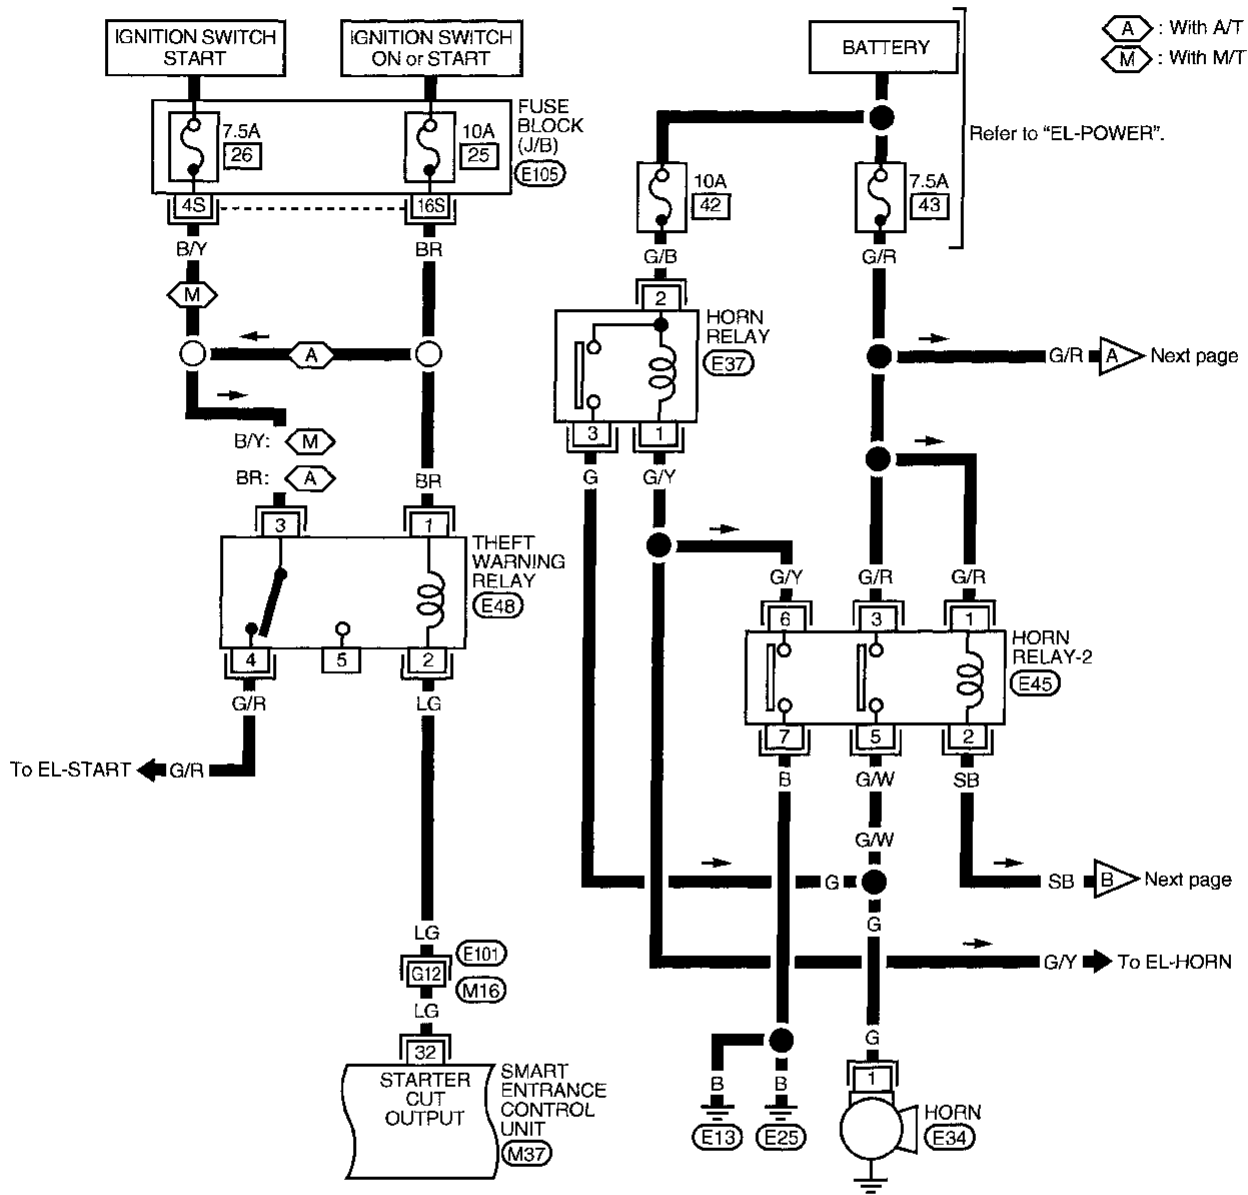 IGNITION SWITCH
START
IGNITION SWITCH
ON or START
BATTERY
A : With A/T
M : With M/T
Refer to "EL-POWER".
FUSE
BLOCK
(J/B)
E105
7.5A
26
10A
25
4S
16S
10A
42
7.5A
43
B/Y
BR
G/B
G/R
M
2
HORN
RELAY
E37
A
G/R
A
Next page
3
1
B/Y:
M
BR:
A
BR
G
G/Y
3
1
THEFT
WARNING
RELAY
E48
G/Y
G/R
G/R
6
3
1
HORN
RELAY-2
E45
4
5
2
G/R
LG
7
5
2
B
G/W
SB
To EL-START
G/R
G/W
G
SB
B
Next page
G
LG
E101
G12
M16
LG
G/Y
To EL-HORN
G
32
STARTER
CUT
OUTPUT
SMART
ENTRANCE
CONTROL
UNIT
M37
B
B
E13
E25
1
HORN
E34